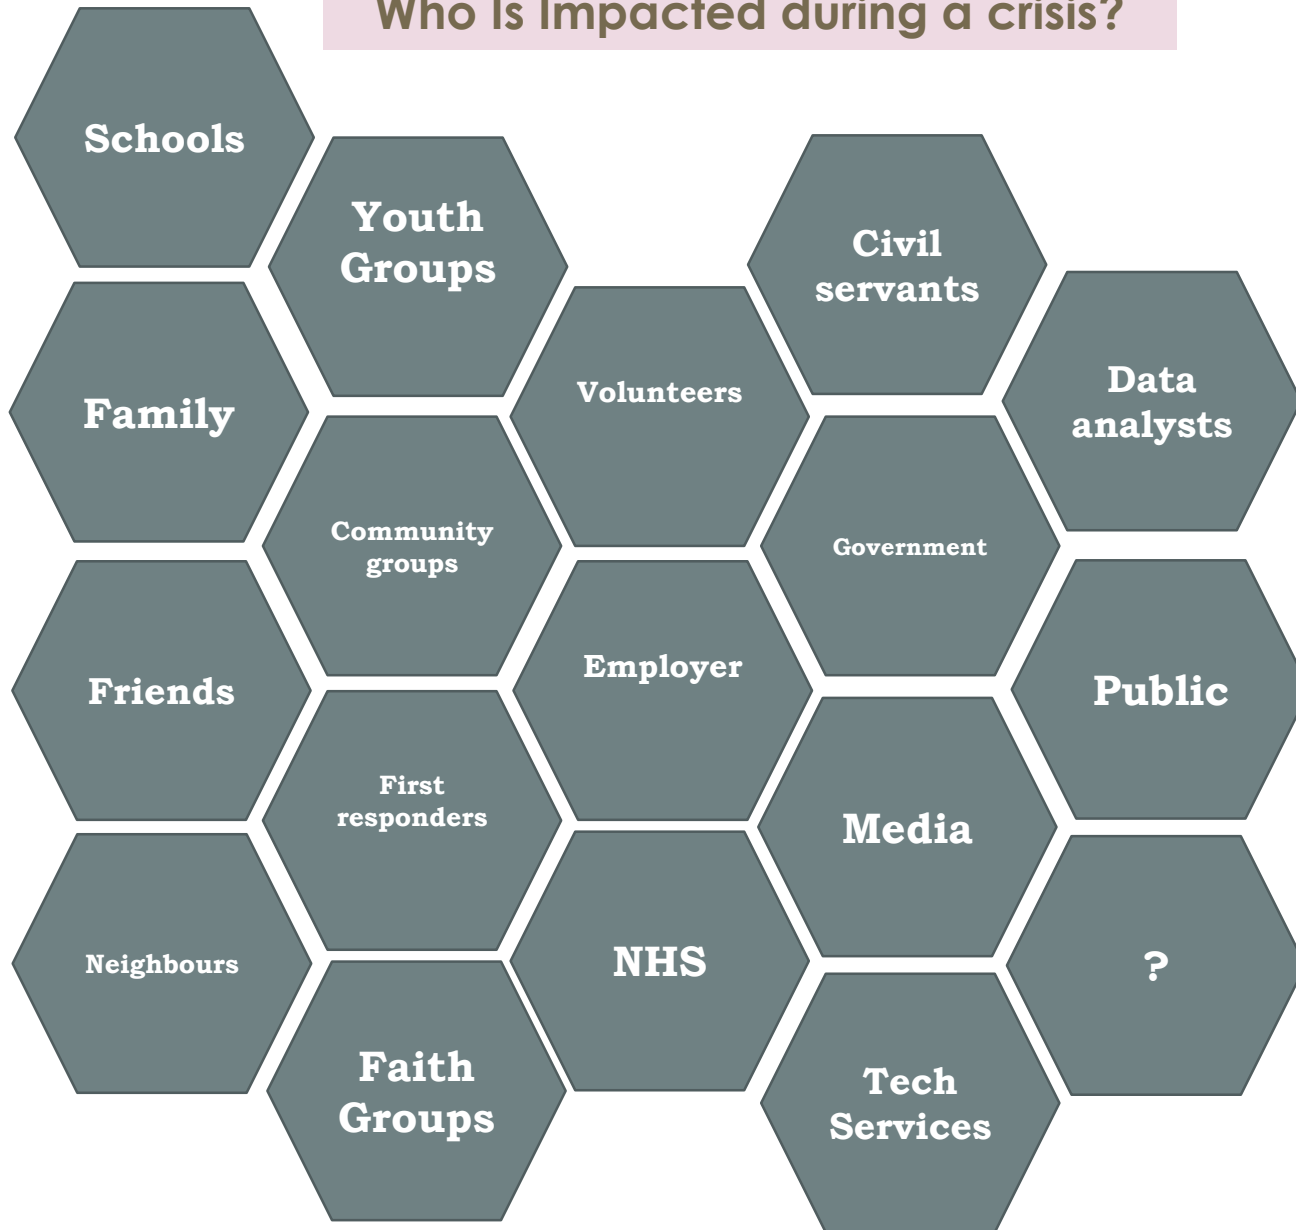 Who Is Impacted during a crisis?
Schools
Youth
Groups
Civil
servants
Volunteers
Data
analysts
Family
Community
groups
Government
Employer
Friends
Public
First
responders
Media
Neighbours
NHS
?
Faith
Groups
Tech
Services